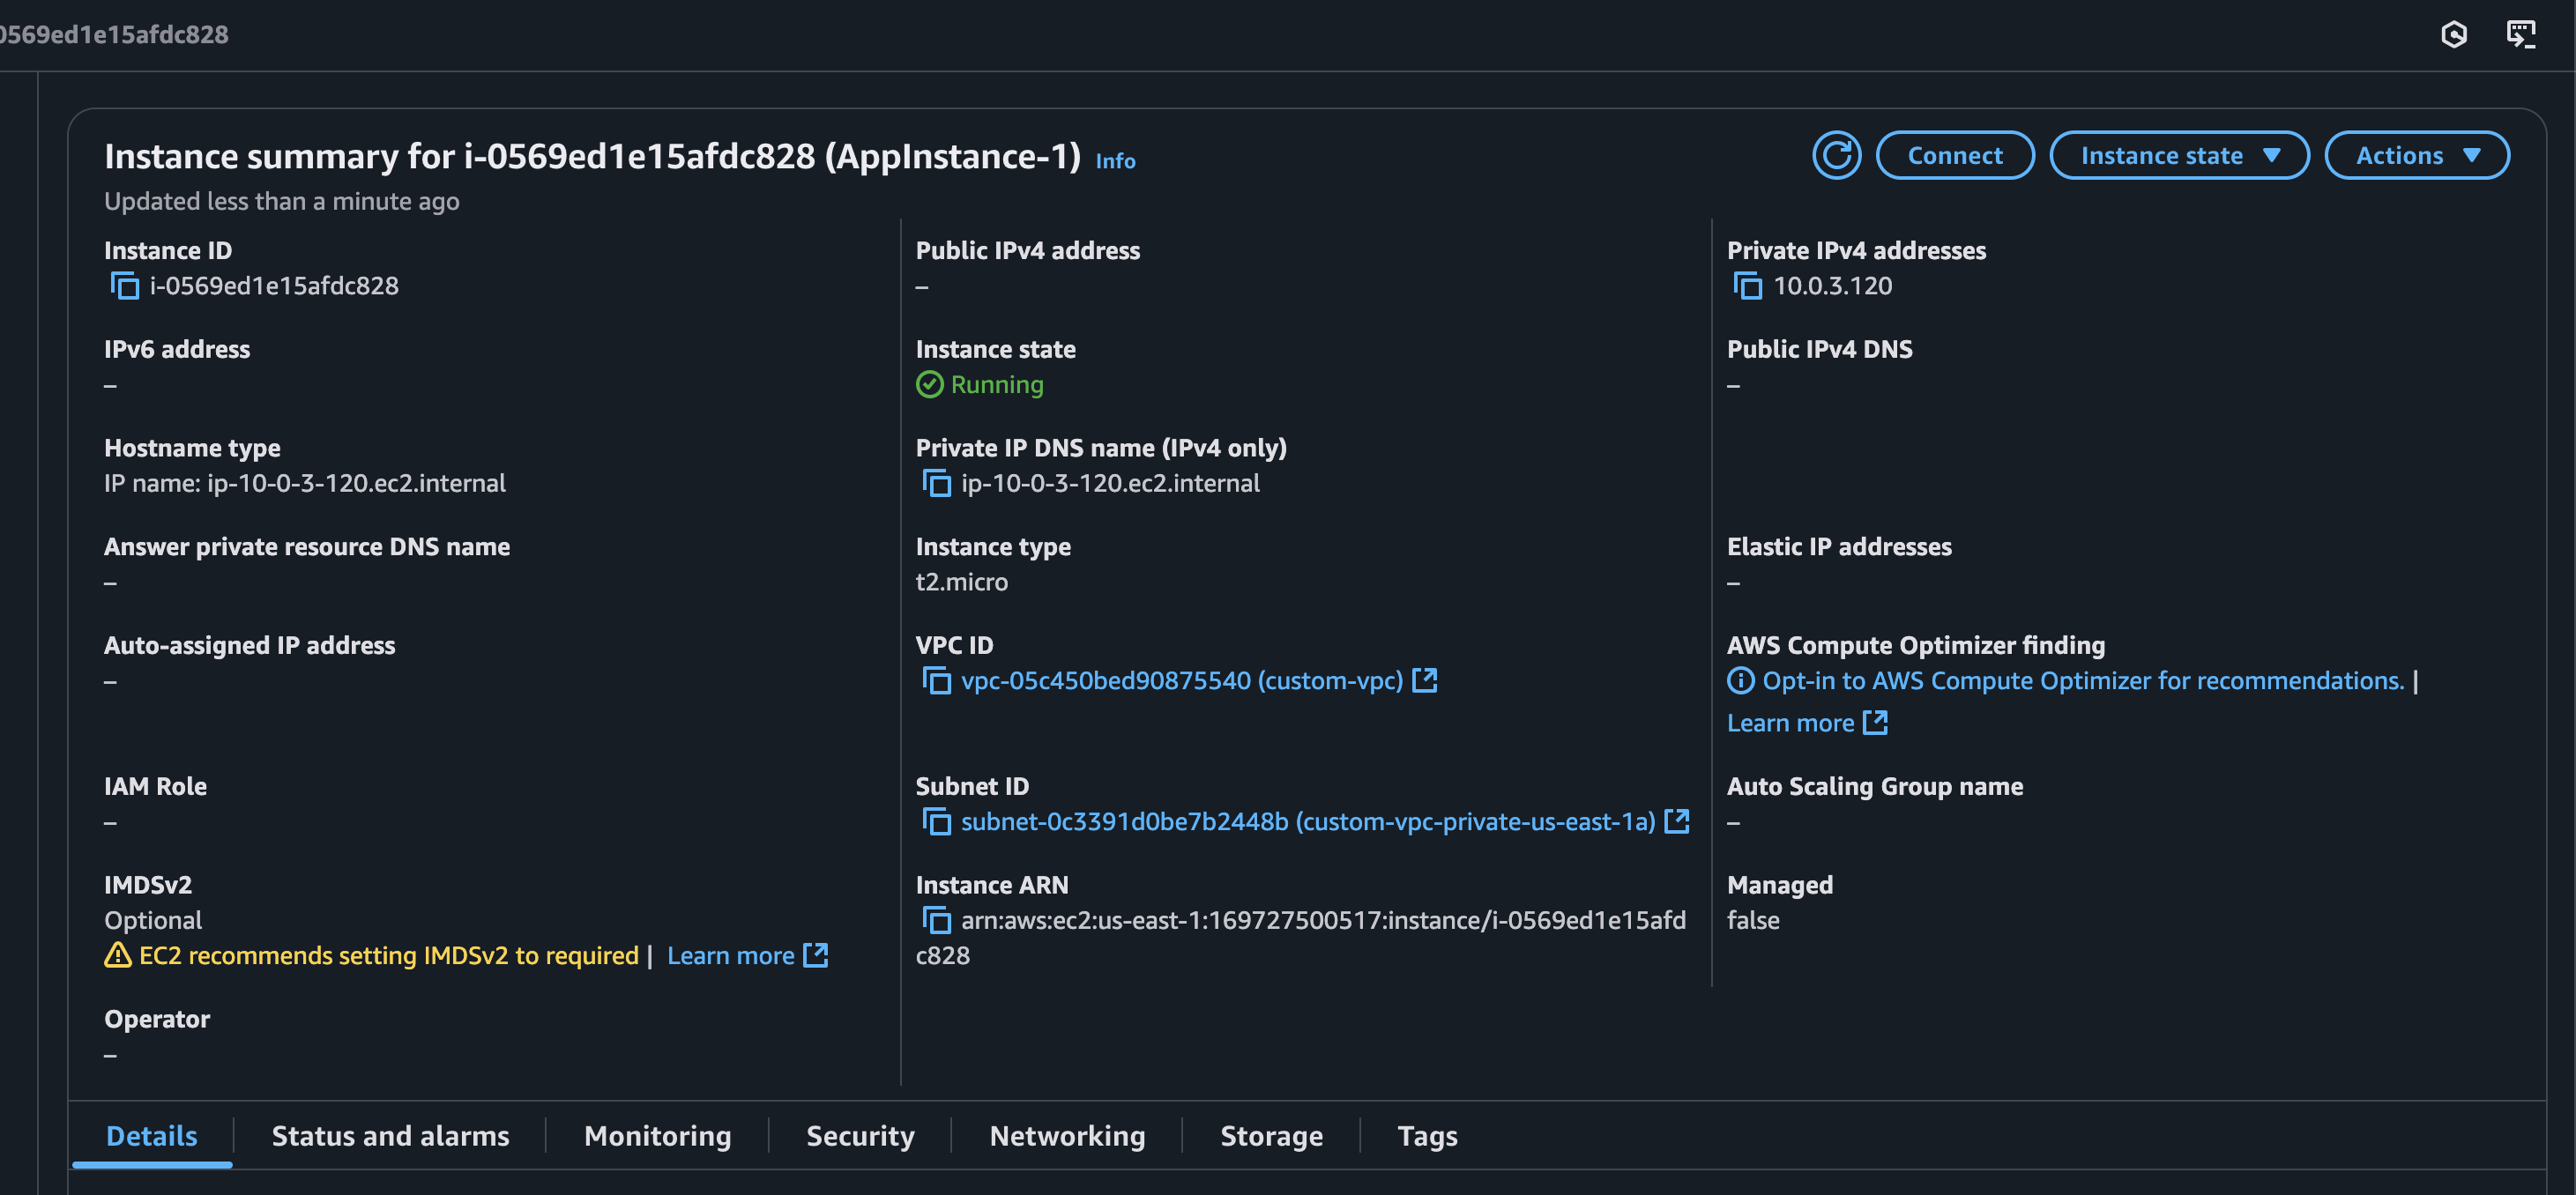 0569ed1e15afdc828
Instance summary for i-0569ed1e15afdc828 (AppInstance-1) Info
Connect
Instance state
Actions
Updated less than a minute ago
Instance ID
i-0569ed1e15afdc828
Public IPv4 address
–
Private IPv4 addresses
10.0.3.120
IPv6 address
–
Instance state
Running
Public IPv4 DNS
–
Hostname type
IP name: ip-10-0-3-120.ec2.internal
Private IP DNS name (IPv4 only)
ip-10-0-3-120.ec2.internal
Answer private resource DNS name
–
Instance type
t2.micro
Elastic IP addresses
–
Auto-assigned IP address
–
VPC ID
vpc-05c450bed90875540 (custom-vpc)
AWS Compute Optimizer finding
Opt-in to AWS Compute Optimizer for recommendations. |
Learn more
IAM Role
–
Subnet ID
subnet-0c3391d0be7b2448b (custom-vpc-private-us-east-1a)
Auto Scaling Group name
–
IMDSv2
Optional
EC2 recommends setting IMDSv2 to required | Learn more
Instance ARN
arn:aws:ec2:us-east-1:169727500517:instance/i-0569ed1e15afd
c828
Managed
false
Operator
–
Details
Status and alarms
Monitoring
Security
Networking
Storage
Tags